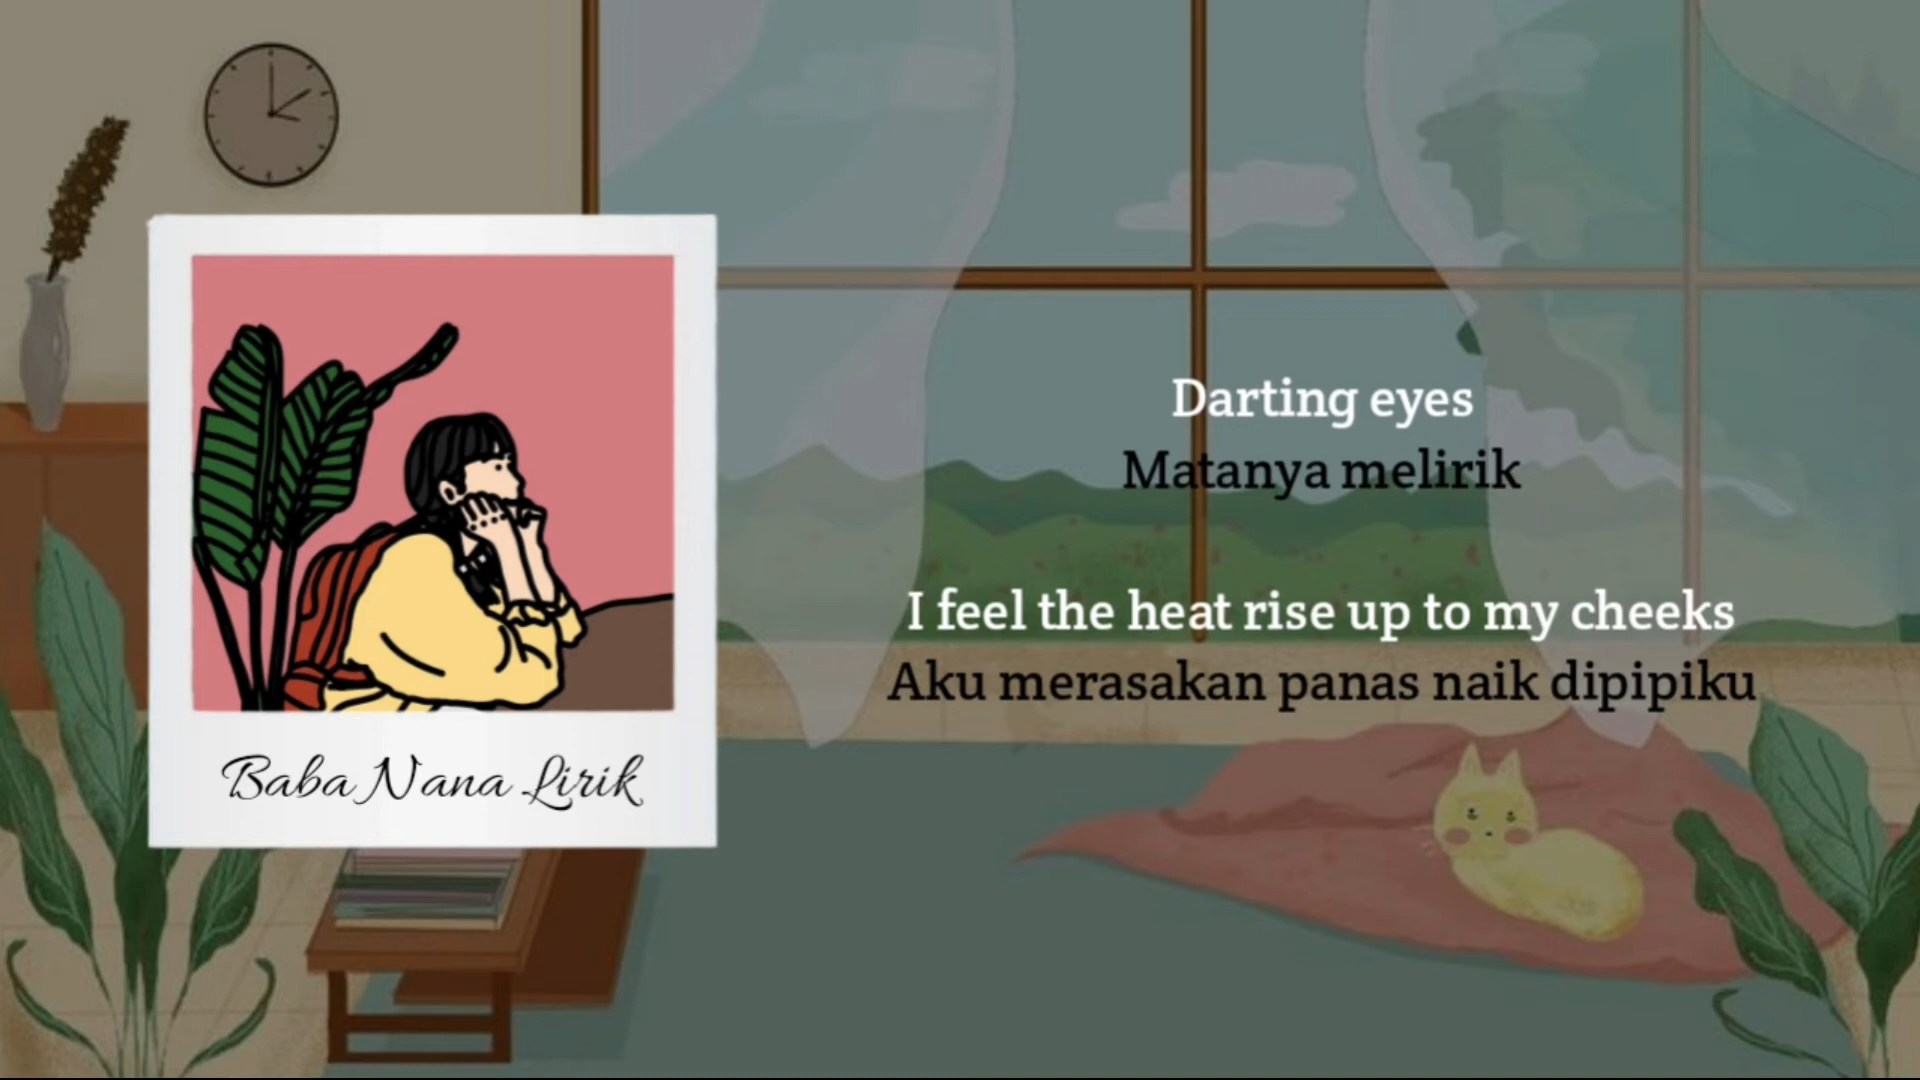 Darting eyes
Matanya melirik
I feel the heat rise up to my cheeks
Aku merasakan panas naik dipipiku
Baba Nana Lirik